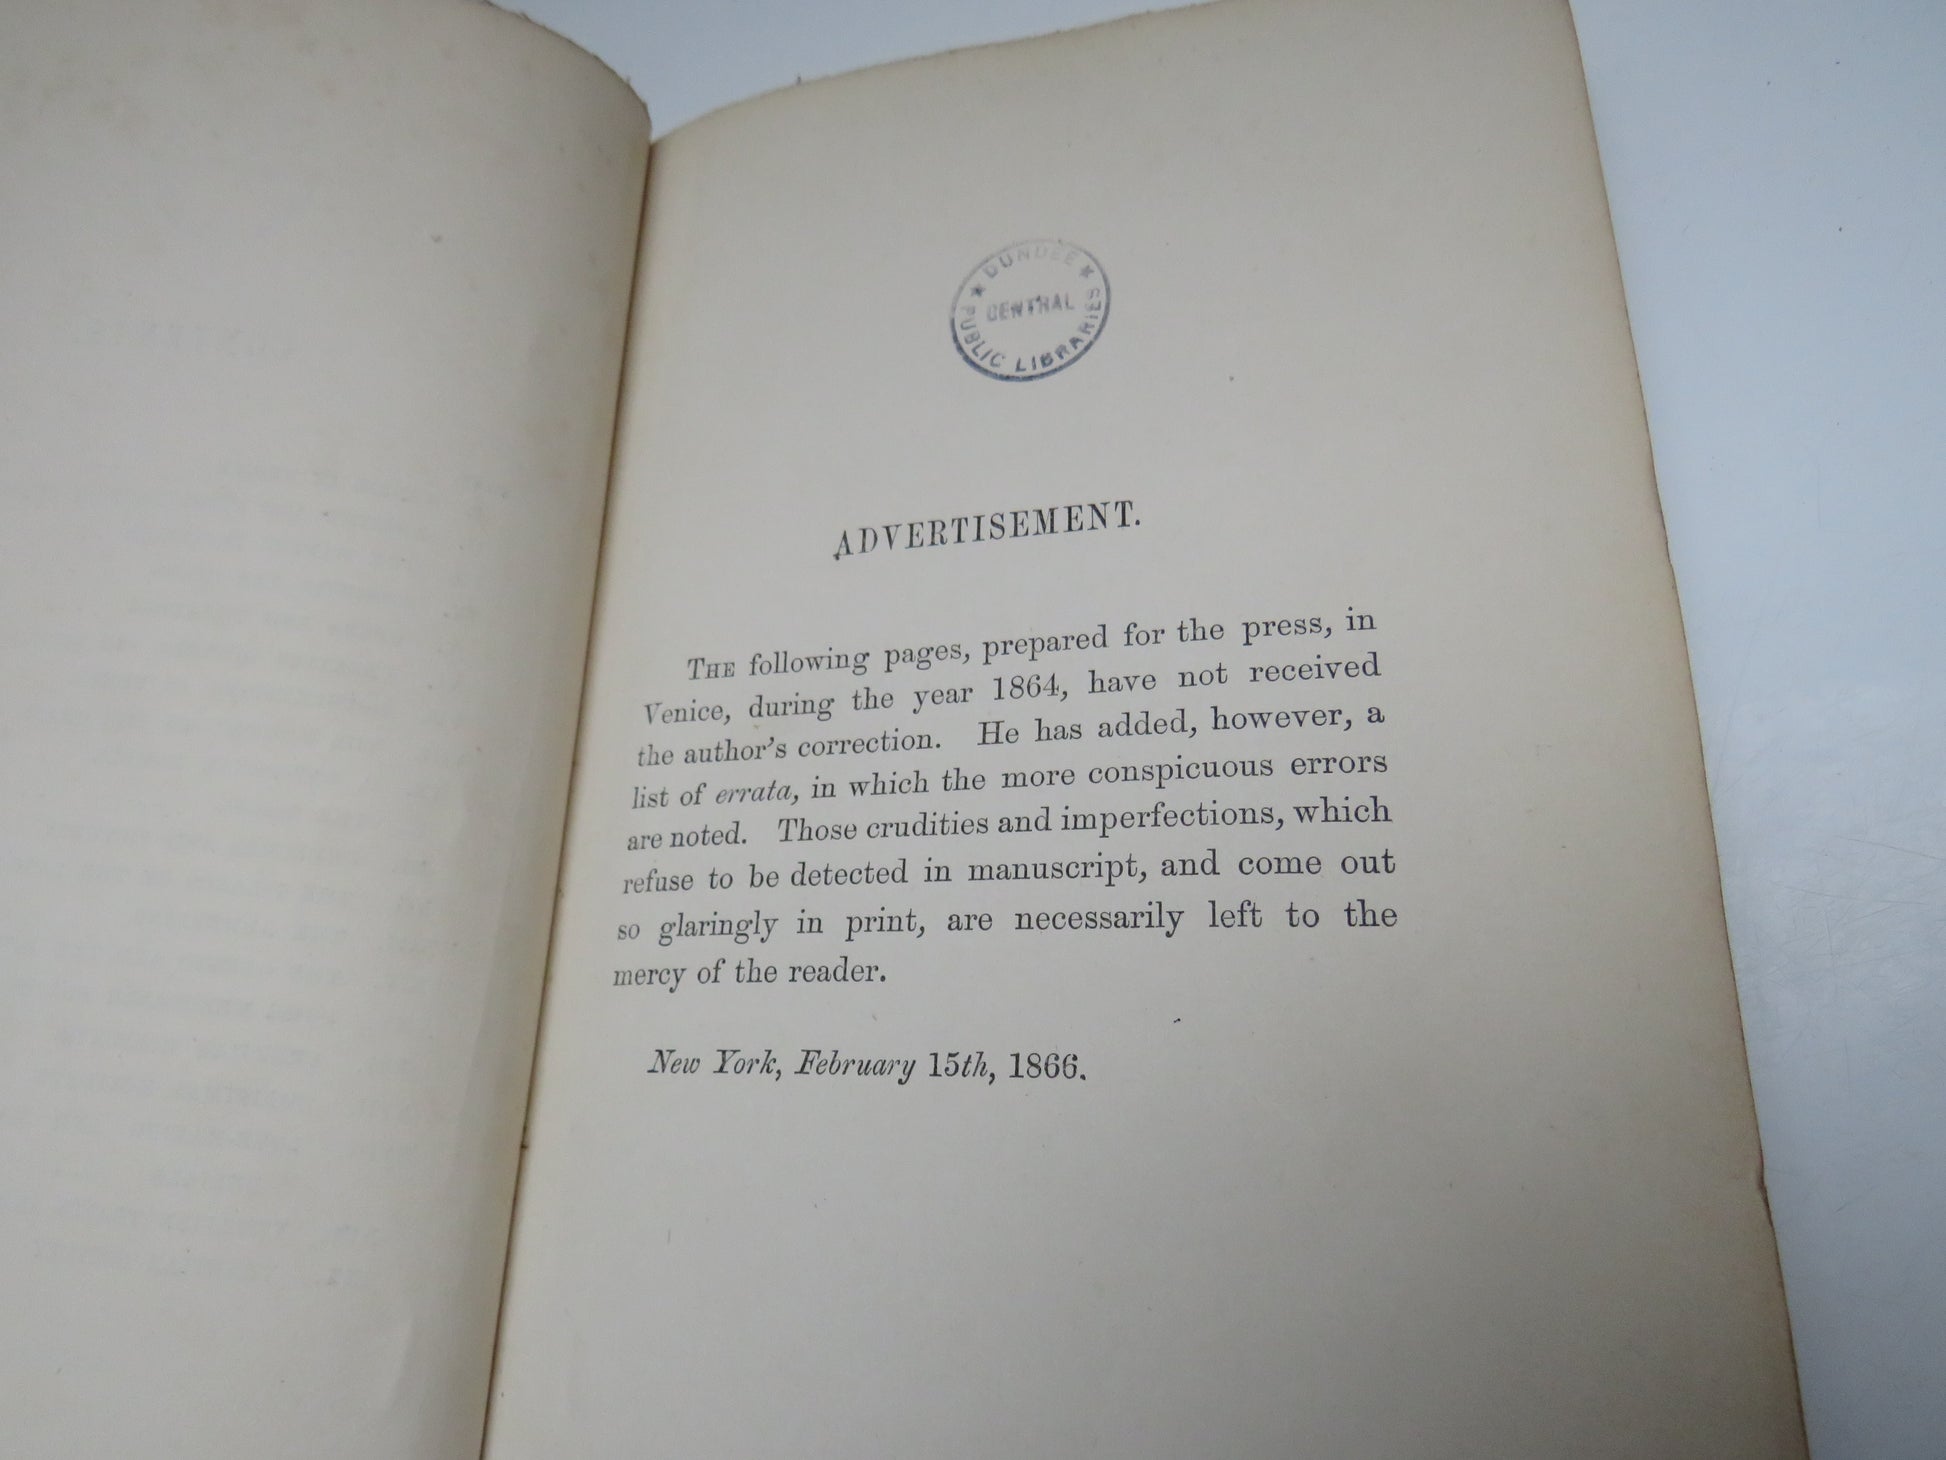 DUNDEE
CENTRAL
PUBLIC LIBRARIES
ADVERTISEMENT.
THE following pages, prepared for the press, in
Venice, during the year 1864, have not received
the author's correction. He has added, however, a
list of errata, in which the more conspicuous errors
are noted. Those crudities and imperfections, which
refuse to be detected in manuscript, and come out
so glaringly in print, are necessarily left to the
mercy of the reader.
New York, February 15th, 1866.